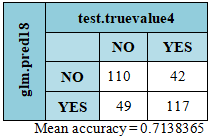 test.truevalue4
glm.pred18
NO YES
NO 110 42
YES 49 117
Mean accuracy = 0.7138365